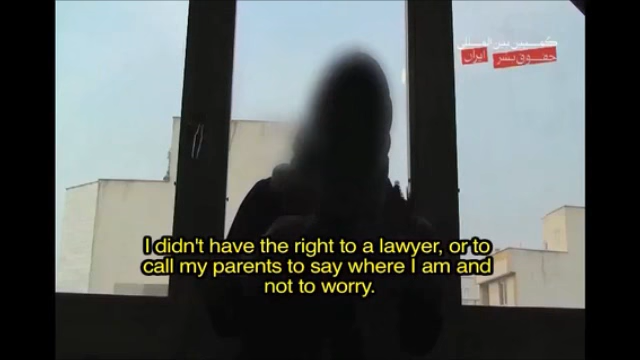 کمپین بین‌المللی
حقوق بشر ایران
I didn't have the right to a lawyer, or to
call my parents to say where I am and
not to worry.